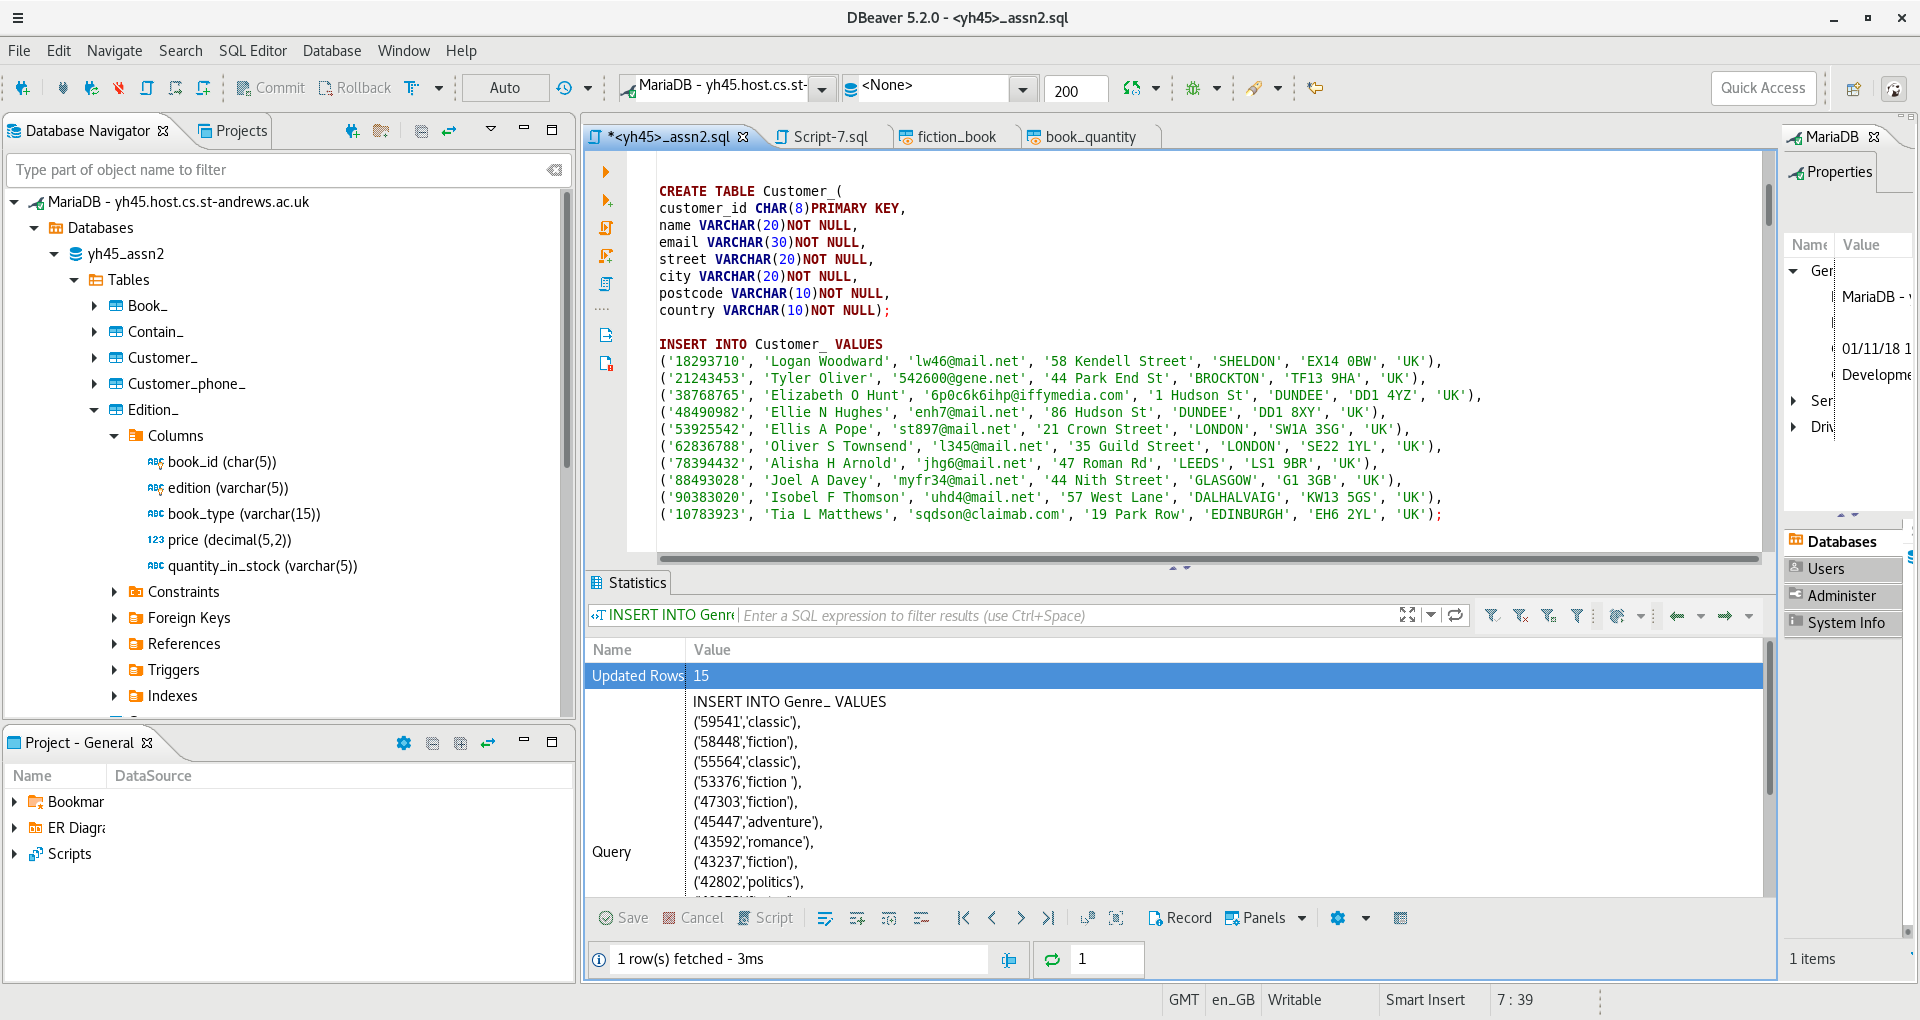 DBeaver 5.2.0 - <yh45>_assn2.sql
File Edit Navigate Search SQL Editor Database Window Help
Commit Rollback Auto MariaDB - yh45.host.cs.st- <None> 200 Quick Access
Database Navigator Projects
Type part of object name to filter
MariaDB - yh45.host.cs.st-andrews.ac.uk
Databases
yh45_assn2
Tables
Book_
Contain_
Customer_
Customer_phone_
Edition_
Columns
book_id (char(5))
edition (varchar(5))
book_type (varchar(15))
price (decimal(5,2))
quantity_in_stock (varchar(5))
Constraints
Foreign Keys
References
Triggers
Indexes
Project - General
Name DataSource
Bookmar
ER Diagra
Scripts
*<yh45>_assn2.sql Script-7.sql fiction_book book_quantity
CREATE TABLE Customer_(
customer_id CHAR(8)PRIMARY KEY,
name VARCHAR(20)NOT NULL,
email VARCHAR(30)NOT NULL,
street VARCHAR(20)NOT NULL,
city VARCHAR(20)NOT NULL,
postcode VARCHAR(10)NOT NULL,
country VARCHAR(10)NOT NULL);
INSERT INTO Customer_ VALUES
('18293710', 'Logan Woodward', 'lw46@mail.net', '58 Kendell Street', 'SHELDON', 'EX14 0BW', 'UK'),
('21243453', 'Tyler Oliver', '542600@gene.net', '44 Park End St', 'BROCKTON', 'TF13 9HA', 'UK'),
('38768765', 'Elizabeth O Hunt', '6p0c6k6ihp@iffymedia.com', '1 Hudson St', 'DUNDEE', 'DD1 4YZ', 'UK'),
('48490982', 'Ellie N Hughes', 'enh7@mail.net', '86 Hudson St', 'DUNDEE', 'DD1 8XY', 'UK'),
('53925542', 'Ellis A Pope', 'st897@mail.net', '21 Crown Street', 'LONDON', 'SW1A 3SG', 'UK'),
('62836788', 'Oliver S Townsend', 'l345@mail.net', '35 Guild Street', 'LONDON', 'SE22 1YL', 'UK'),
('78394432', 'Alisha H Arnold', 'jhg6@mail.net', '47 Roman Rd', 'LEEDS', 'LS1 9BR', 'UK'),
('88493028', 'Joel A Davey', 'myfr34@mail.net', '44 Nith Street', 'GLASGOW', 'G1 3GB', 'UK'),
('90383020', 'Isobel F Thomson', 'uhd4@mail.net', '57 West Lane', 'DALHALVAIG', 'KW13 5GS', 'UK'),
('10783923', 'Tia L Matthews', 'sqdson@claimab.com', '19 Park Row', 'EDINBURGH', 'EH6 2YL', 'UK');
Statistics
INSERT INTO Genre Enter a SQL expression to filter results (use Ctrl+Space)
Name Value
Updated Rows 15
Query
INSERT INTO Genre_ VALUES
('59541','classic'),
('58448','fiction'),
('55564','classic'),
('53376','fiction '),
('47303','fiction'),
('45447','adventure'),
('43592','romance'),
('43237','fiction'),
('42802','politics'),
Save Cancel Script Record Panels
1 row(s) fetched - 3ms 1
MariaDB
Properties
Name Value
Ger
MariaDB - y
01/11/18 1
Developme
Ser
Driv
Databases
Users
Administer
System Info
1 items
GMT en_GB Writable Smart Insert 7 : 39